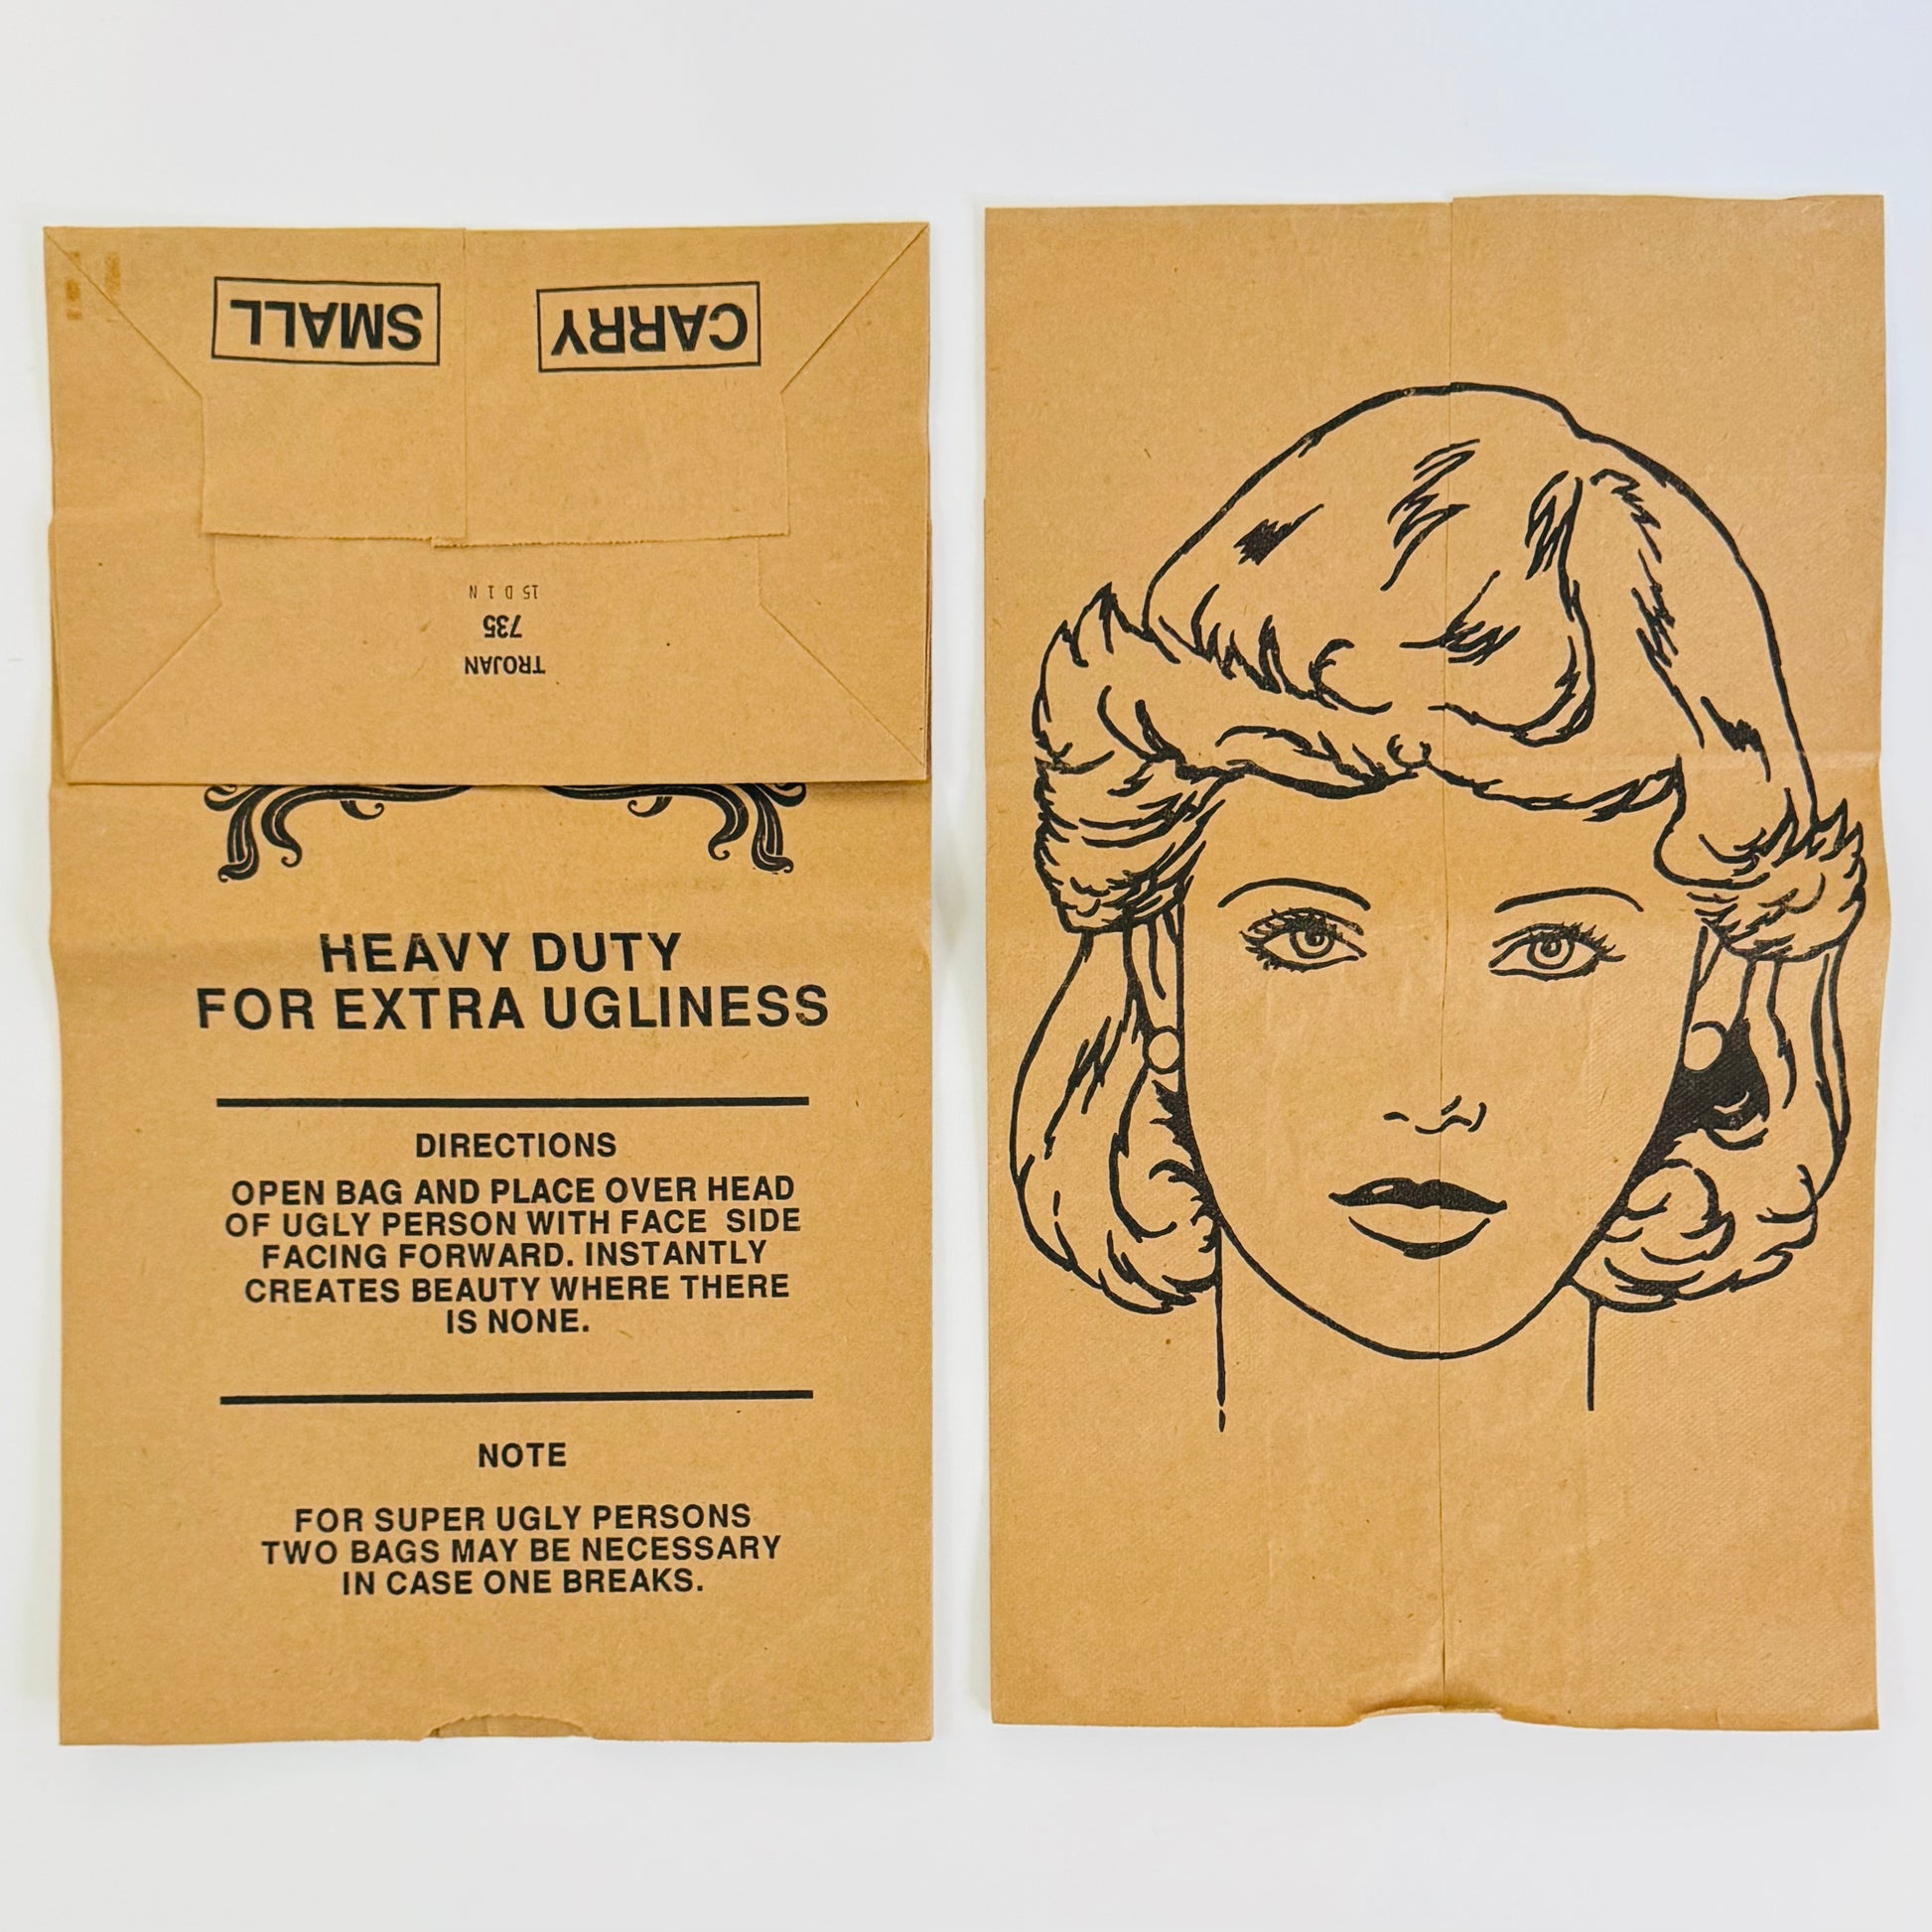 SMALL CARRY
15 D 1 N
735
TROJAN
HEAVY DUTY
FOR EXTRA UGLINESS
DIRECTIONS
OPEN BAG AND PLACE OVER HEAD
OF UGLY PERSON WITH FACE SIDE
FACING FORWARD. INSTANTLY
CREATES BEAUTY WHERE THERE
IS NONE.
NOTE
FOR SUPER UGLY PERSONS
TWO BAGS MAY BE NECESSARY
IN CASE ONE BREAKS.